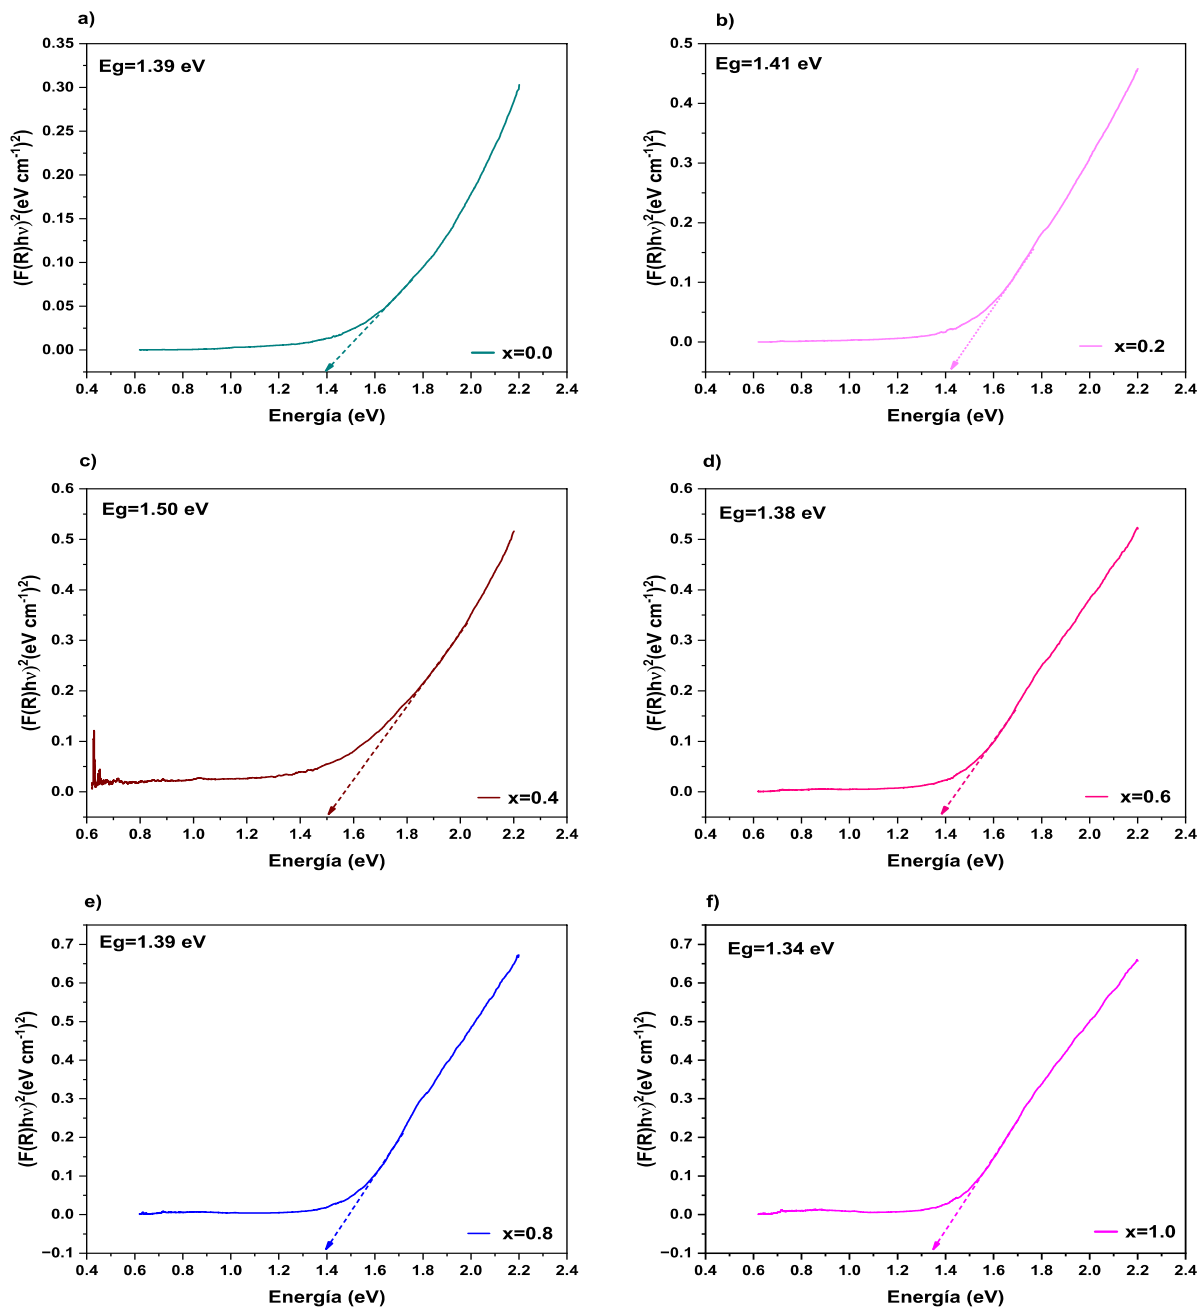 a)
Eg=1.39 eV
0.35
0.30
0.25
0.20
0.15
0.10
0.05
0.00
(F(R)hν)²(eV cm⁻¹)²)
x=0.0
0.4 0.6 0.8 1.0 1.2 1.4 1.6 1.8 2.0 2.2 2.4
Energía (eV)
b)
Eg=1.41 eV
0.5
0.4
0.3
0.2
0.1
0.0
(F(R)hν)²(eV cm⁻¹)²)
x=0.2
0.4 0.6 0.8 1.0 1.2 1.4 1.6 1.8 2.0 2.2 2.4
Energía (eV)
c)
Eg=1.50 eV
0.6
0.5
0.4
0.3
0.2
0.1
0.0
(F(R)hν)²(eV cm⁻¹)²)
x=0.4
0.6 0.8 1.0 1.2 1.4 1.6 1.8 2.0 2.2 2.4
Energía (eV)
d)
Eg=1.38 eV
0.6
0.5
0.4
0.3
0.2
0.1
0.0
(F(R)hν)²(eV cm⁻¹)²)
x=0.6
0.4 0.6 0.8 1.0 1.2 1.4 1.6 1.8 2.0 2.2 2.4
Energía (eV)
e)
Eg=1.39 eV
0.7
0.6
0.5
0.4
0.3
0.2
0.1
0.0
−0.1
(F(R)hν)²(eV cm⁻¹)²)
x=0.8
0.4 0.6 0.8 1.0 1.2 1.4 1.6 1.8 2.0 2.2 2.4
Energía (eV)
f)
Eg=1.34 eV
0.7
0.6
0.5
0.4
0.3
0.2
0.1
0.0
−0.1
(F(R)hν)²(eV cm⁻¹)²)
x=1.0
0.4 0.6 0.8 1.0 1.2 1.4 1.6 1.8 2.0 2.2 2.4
Energía (eV)